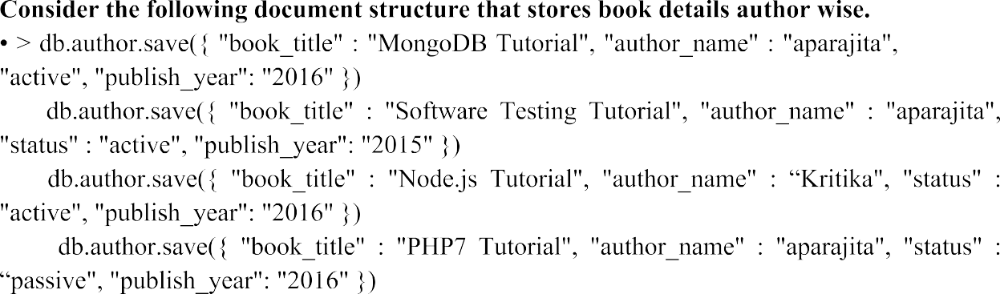 Consider the following document structure that stores book details author wise.
• > db.author.save({ "book_title" : "MongoDB Tutorial", "author_name" : "aparajita",
"active", "publish_year": "2016" })
db.author.save({ "book_title" : "Software Testing Tutorial", "author_name" : "aparajita",
"status" : "active", "publish_year": "2015" })
db.author.save({ "book_title" : "Node.js Tutorial", "author_name" : “Kritika", "status" :
"active", "publish_year": "2016" })
db.author.save({ "book_title" : "PHP7 Tutorial", "author_name" : "aparajita", "status" :
“passive", "publish_year": "2016" })